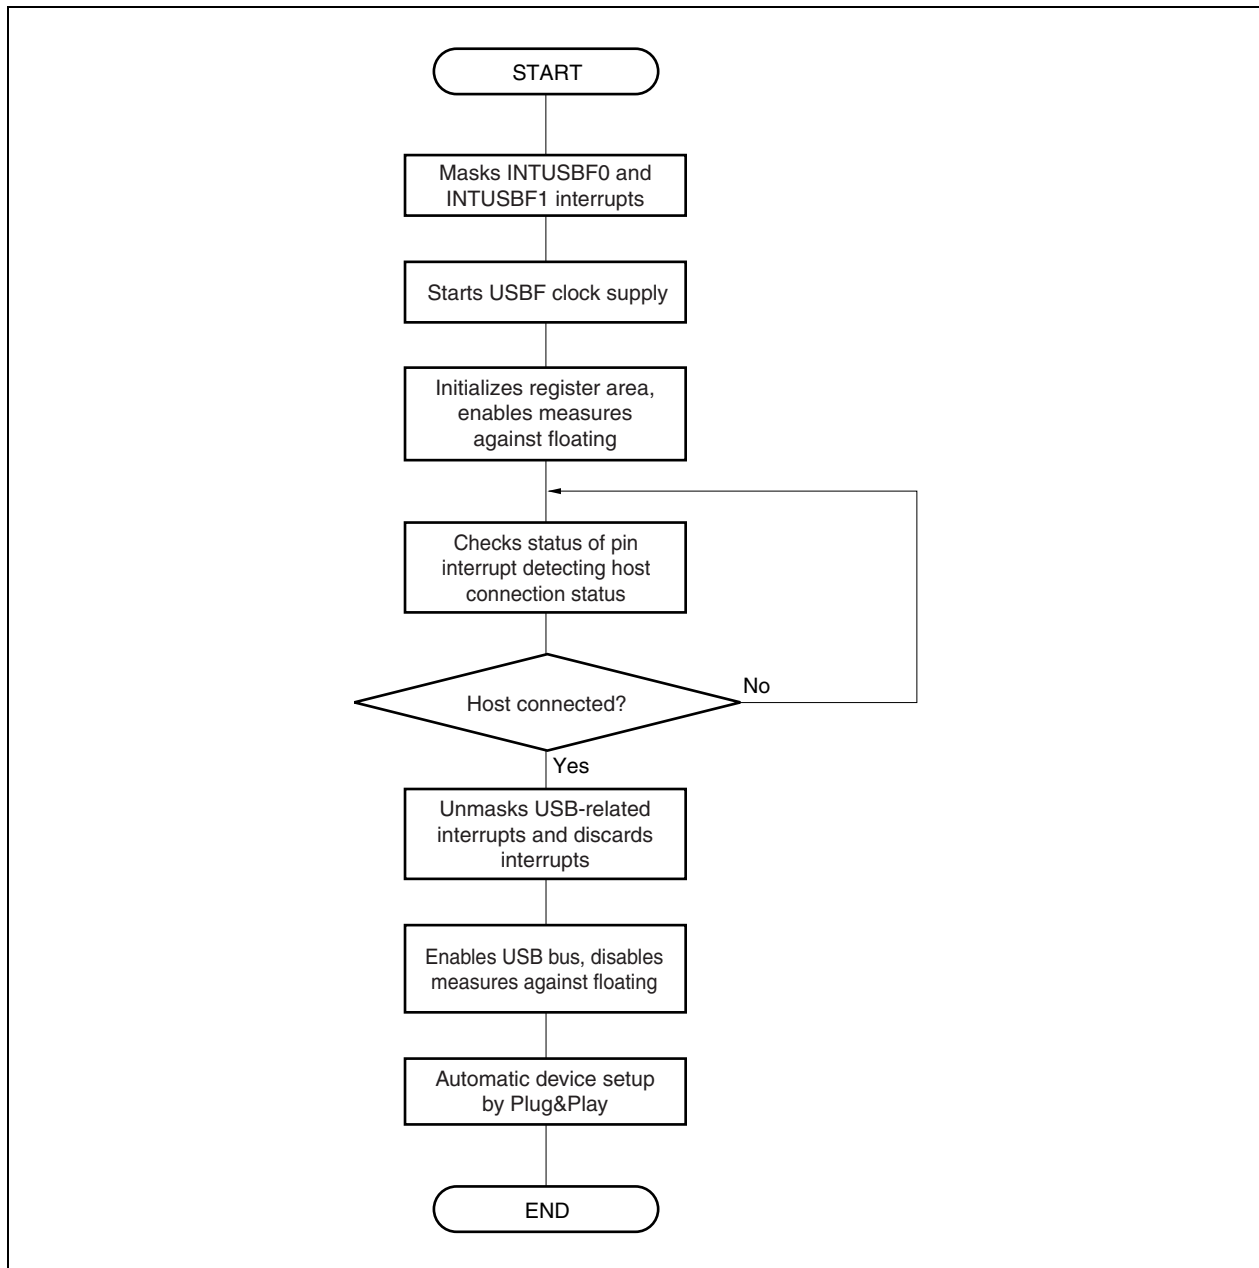 START
Masks INTUSBF0 and
INTUSBF1 interrupts
Starts USBF clock supply
Initializes register area,
enables measures
against floating
Checks status of pin
interrupt detecting host
connection status
Host connected?
No
Yes
Unmasks USB-related
interrupts and discards
interrupts
Enables USB bus, disables
measures against floating
Automatic device setup
by Plug&Play
END